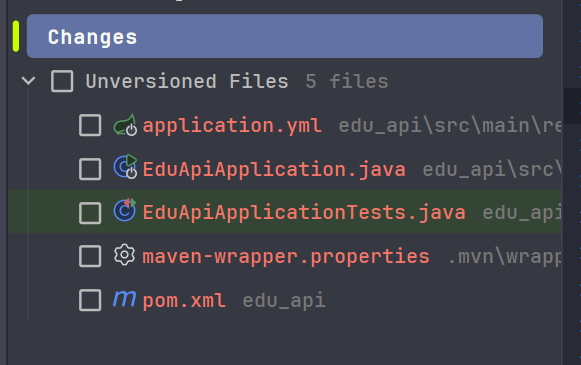 Changes
Unversioned Files 5 files
application.yml edu_api\src\main\re
EduApiApplication.java edu_api\src\
EduApiApplicationTests.java edu_api
maven-wrapper.properties .mvn\wrapp
pom.xml edu_api